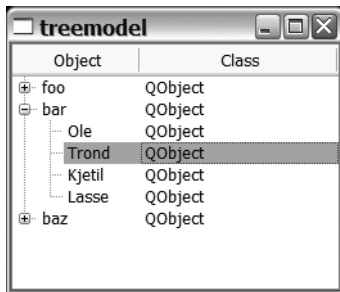 treemodel
Object Class
foo QObject
bar QObject
Ole QObject
Trond QObject
Kjetil QObject
Lasse QObject
baz QObject